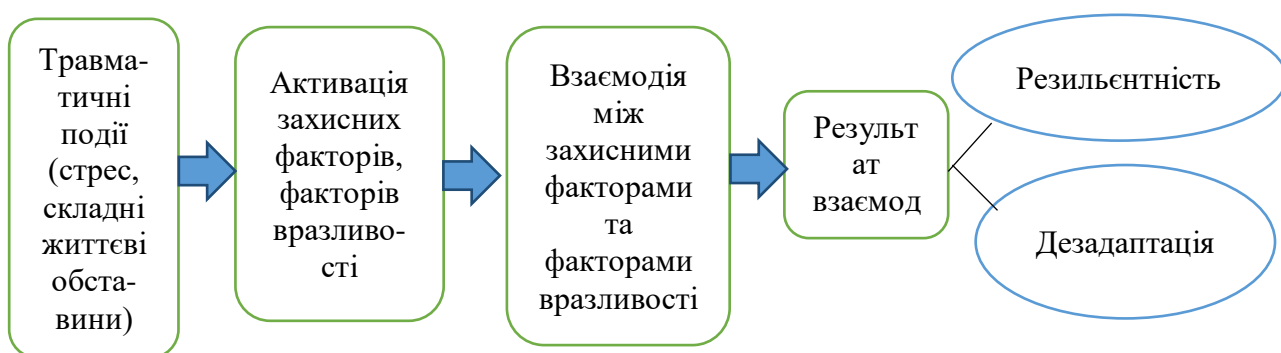 Травма-
тичні
події
(стрес,
складні
життєві
обста-
вини)
Активація
захисних
факторів,
факторів
вразливо-
сті
Взаємодія
між
захисними
факторами
та
факторами
вразливості
Результ
ат
взаємод
Резильєнтність
Дезадаптація